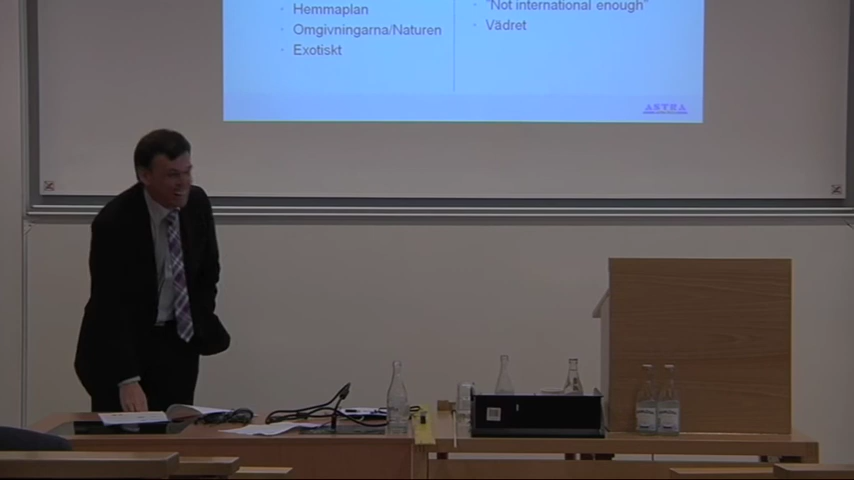 · Hemmaplan
· Omgivningarna/Naturen
· Exotiskt
· "Not international enough"
· Vädret
ASTRA